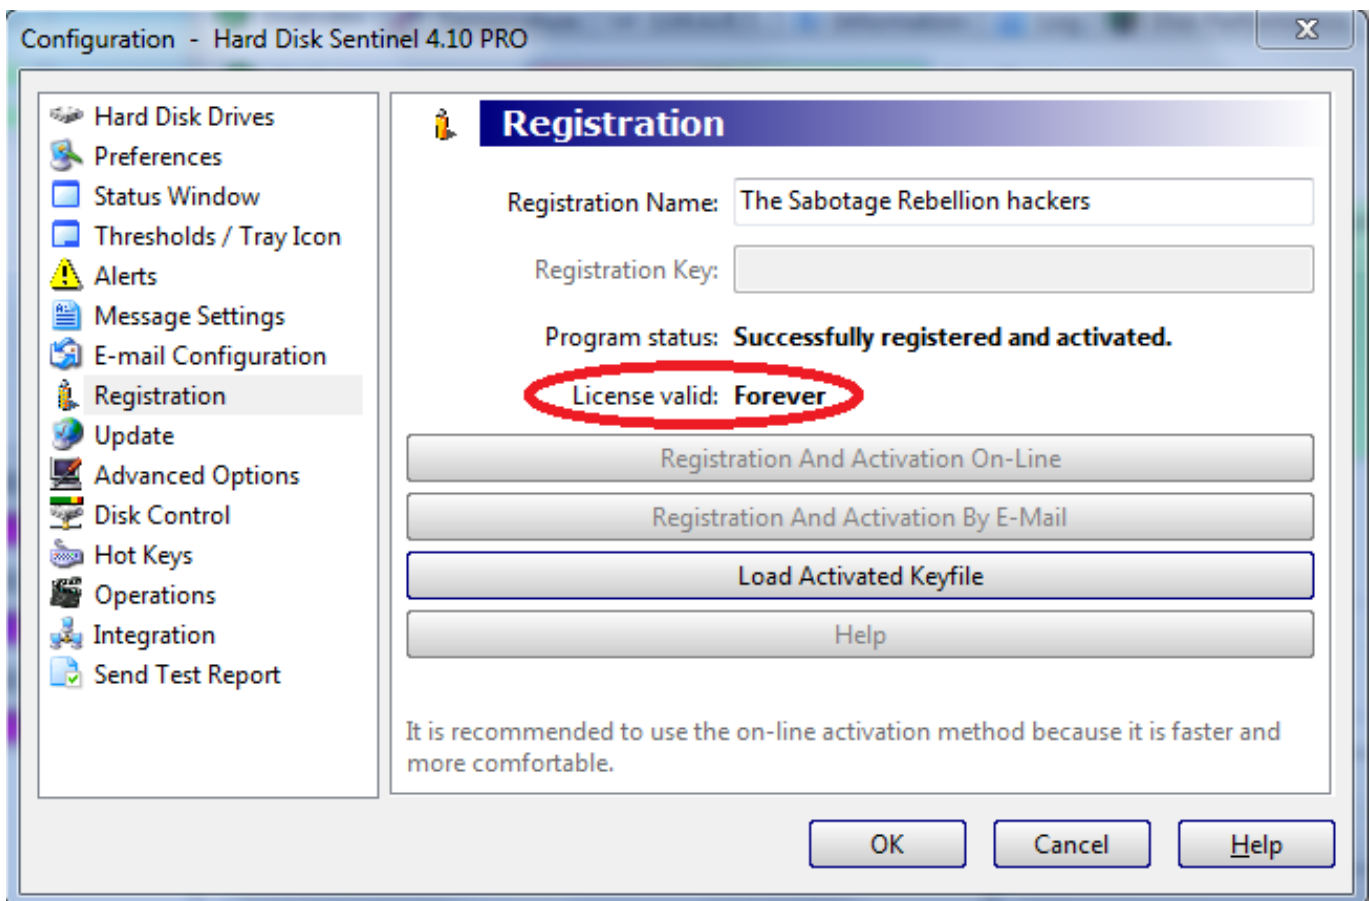 Configuration - Hard Disk Sentinel 4.10 PRO
Hard Disk Drives
Preferences
Status Window
Thresholds / Tray Icon
Alerts
Message Settings
E-mail Configuration
Registration
Update
Advanced Options
Disk Control
Hot Keys
Operations
Integration
Send Test Report
Registration
Registration Name: The Sabotage Rebellion hackers
Registration Key:
Program status: Successfully registered and activated.
License valid: Forever
Registration And Activation On-Line
Registration And Activation By E-Mail
Load Activated Keyfile
Help
It is recommended to use the on-line activation method because it is faster and
more comfortable.
OK Cancel Help